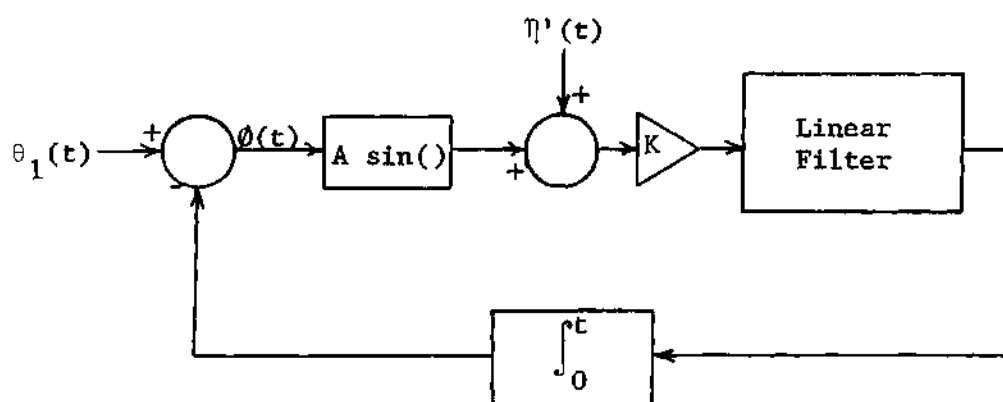 η'(t)
+
θ₁(t)
+
Ø(t)
A sin()
+
K
Linear
Filter
-
∫₀ᵗ